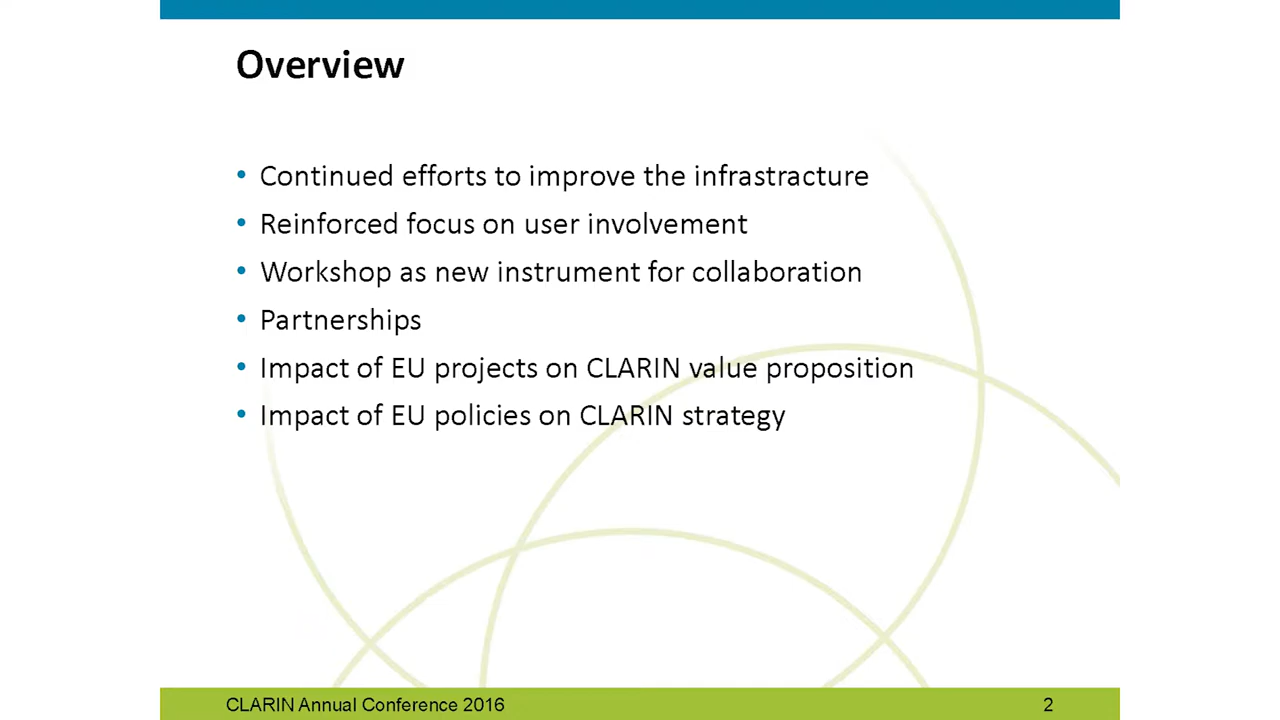 Overview
• Continued efforts to improve the infrastracture
• Reinforced focus on user involvement
• Workshop as new instrument for collaboration
• Partnerships
• Impact of EU projects on CLARIN value proposition
• Impact of EU policies on CLARIN strategy
CLARIN Annual Conference 2016 2